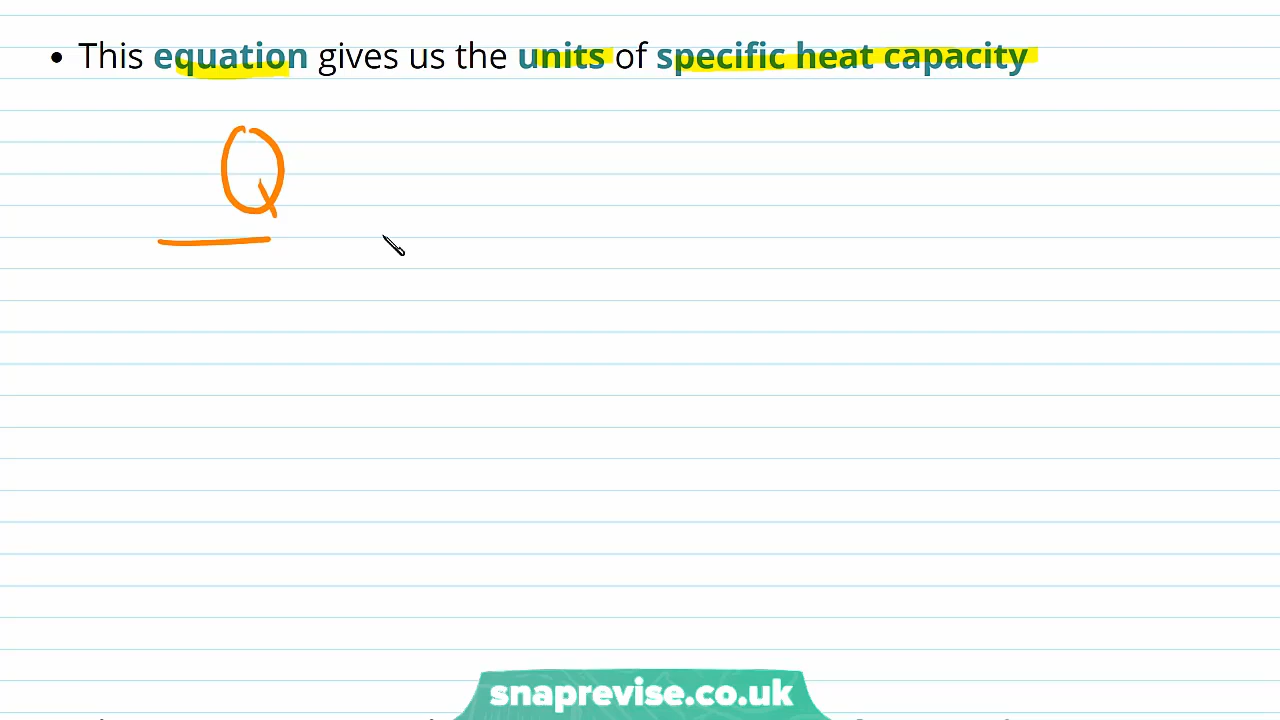 • This equation gives us the units of specific heat capacity
Q
snaprevise.co.uk